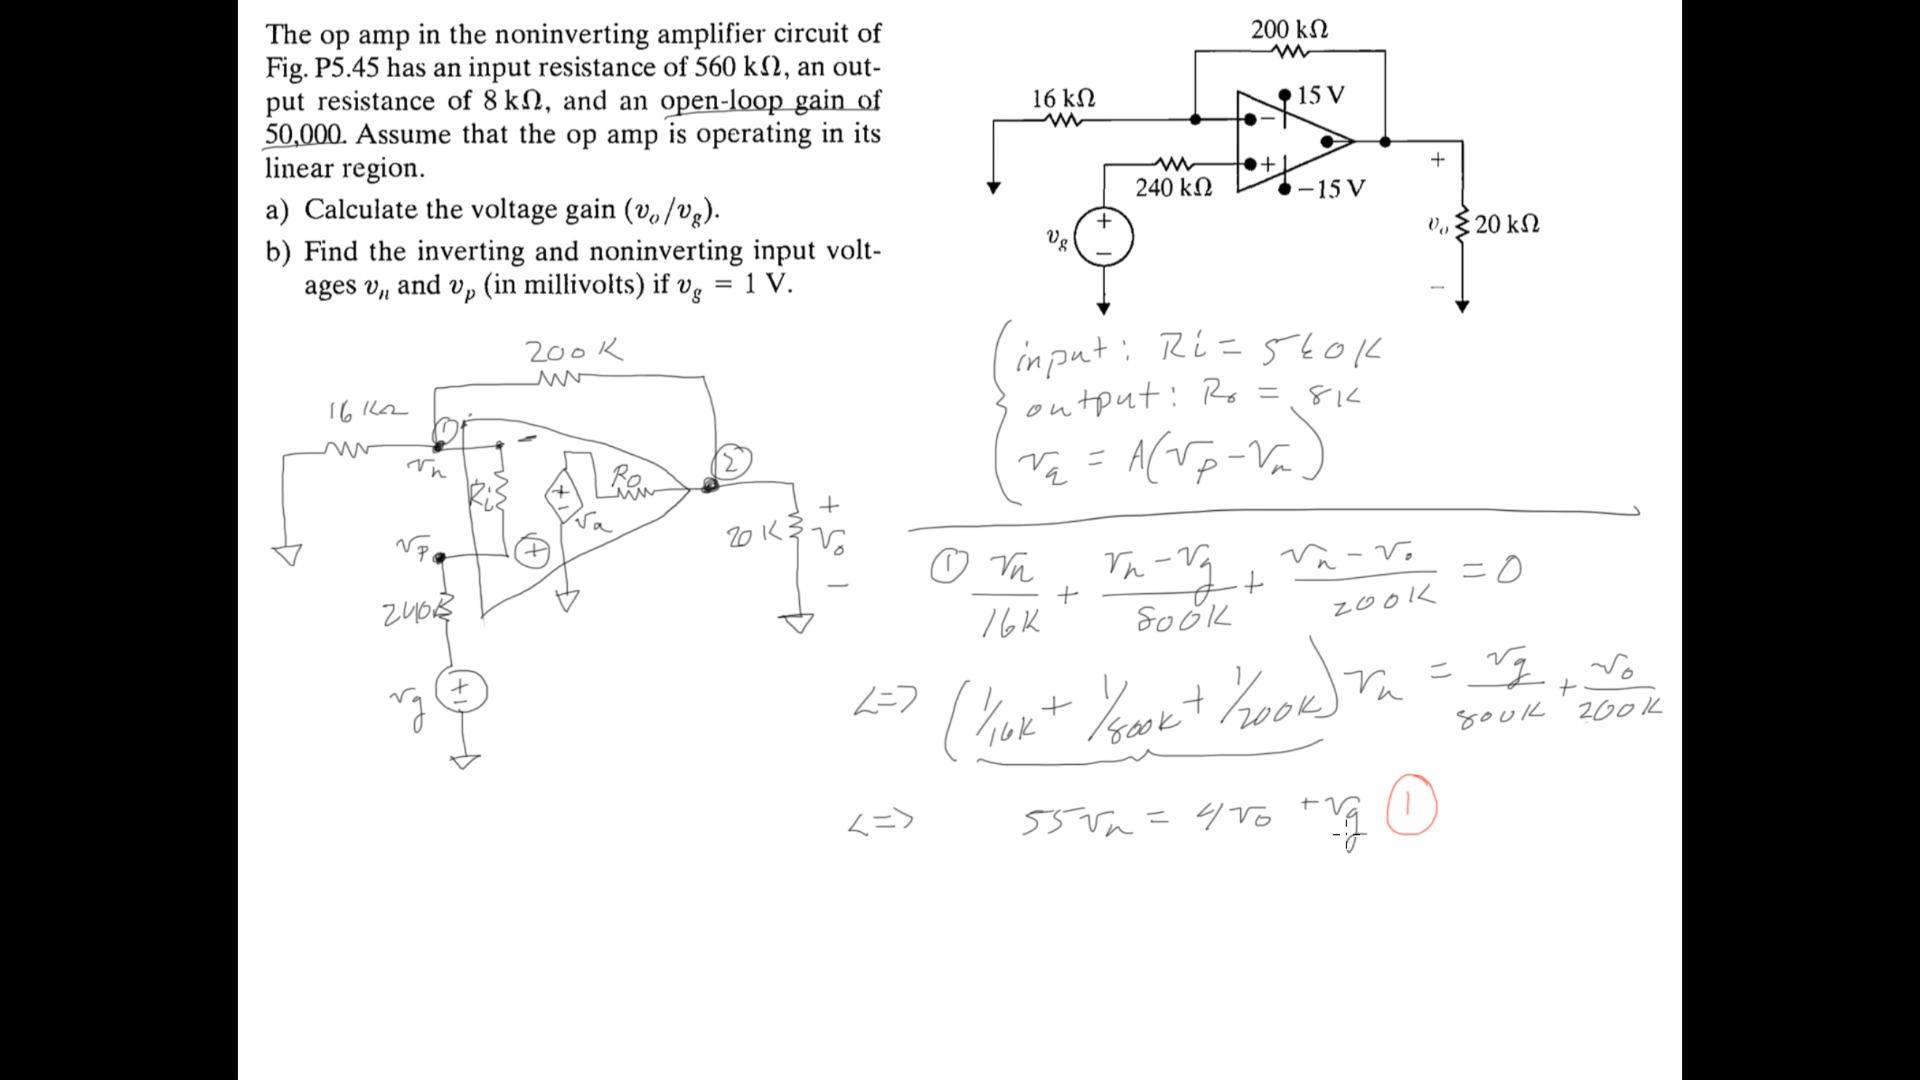 The op amp in the noninverting amplifier circuit of
Fig. P5.45 has an input resistance of 560 kΩ, an out-
put resistance of 8 kΩ, and an open-loop gain of
50,000. Assume that the op amp is operating in its
linear region.
a) Calculate the voltage gain (vₒ/v_g).
b) Find the inverting and noninverting input volt-
ages vₙ and vₚ (in millivolts) if v_g = 1 V.
200 kΩ
16 kΩ
15 V
−
+
240 kΩ
−15 V
+
v_g
+
−
vₒ
20 kΩ
−
200K
16 kΩ
①
−
vₙ
Ri
+
−
va
Ro
②
vp
+
20K
+
vo
−
240K
vg
+
−
input: Ri = 560K
output: Ro = 8K
va = A(vp − vn)
① vn/16K + (vn − vg)/800K + (vn − vo)/200K = 0
<=> (1/16K + 1/800K + 1/200K) vn = vg/800K + vo/200K
<=> 55vn = 4vo + vg ①